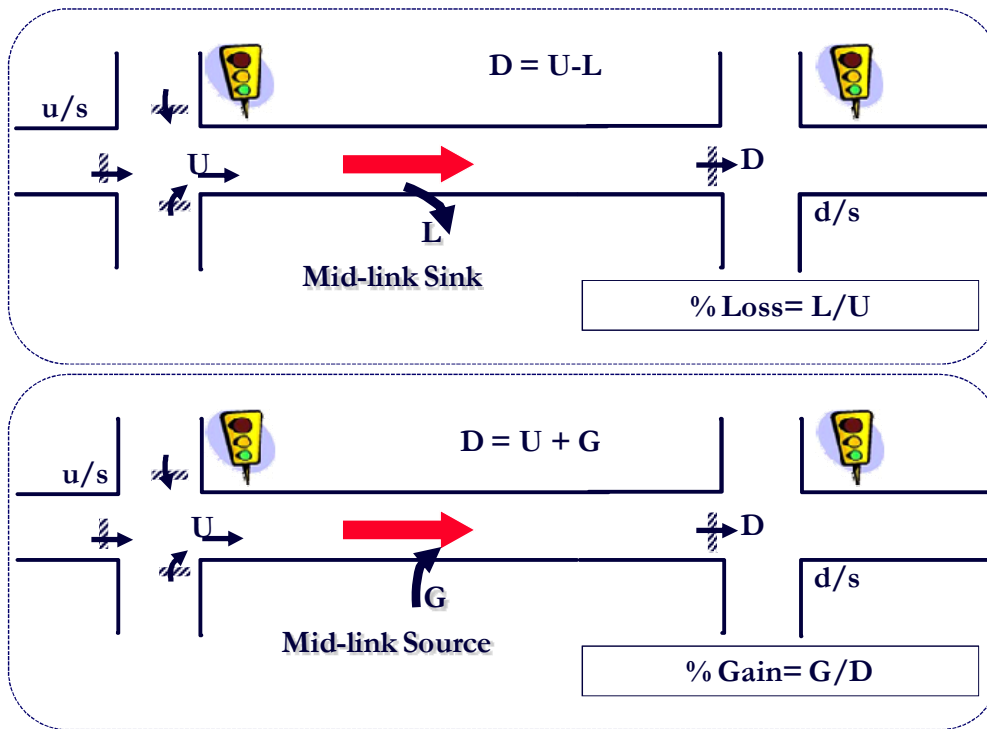 D = U-L
u/s
U
D
L
d/s
Mid-link Sink
% Loss= L/U
D = U + G
u/s
U
D
G
d/s
Mid-link Source
% Gain= G/D